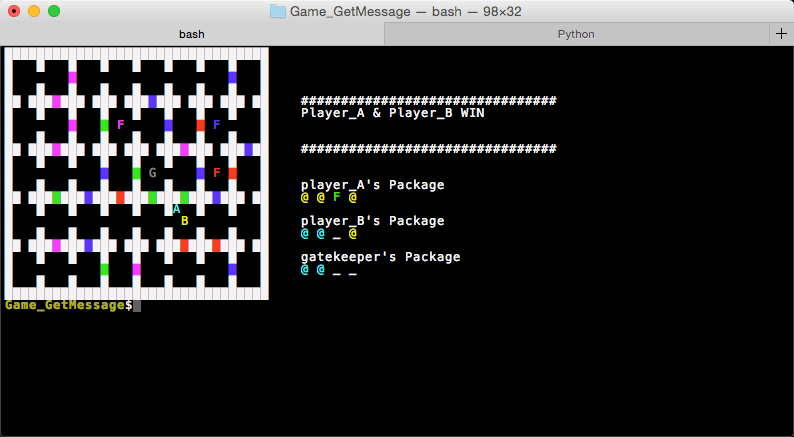 Game_GetMessage — bash — 98×32
bash
Python
+
################################
Player_A & Player_B WIN
################################
F
F
player_A's Package
@ @ F @
G
F
A
B
player_B's Package
@ @ _ @
gatekeeper's Package
@ @ _ _
Game_GetMessage$